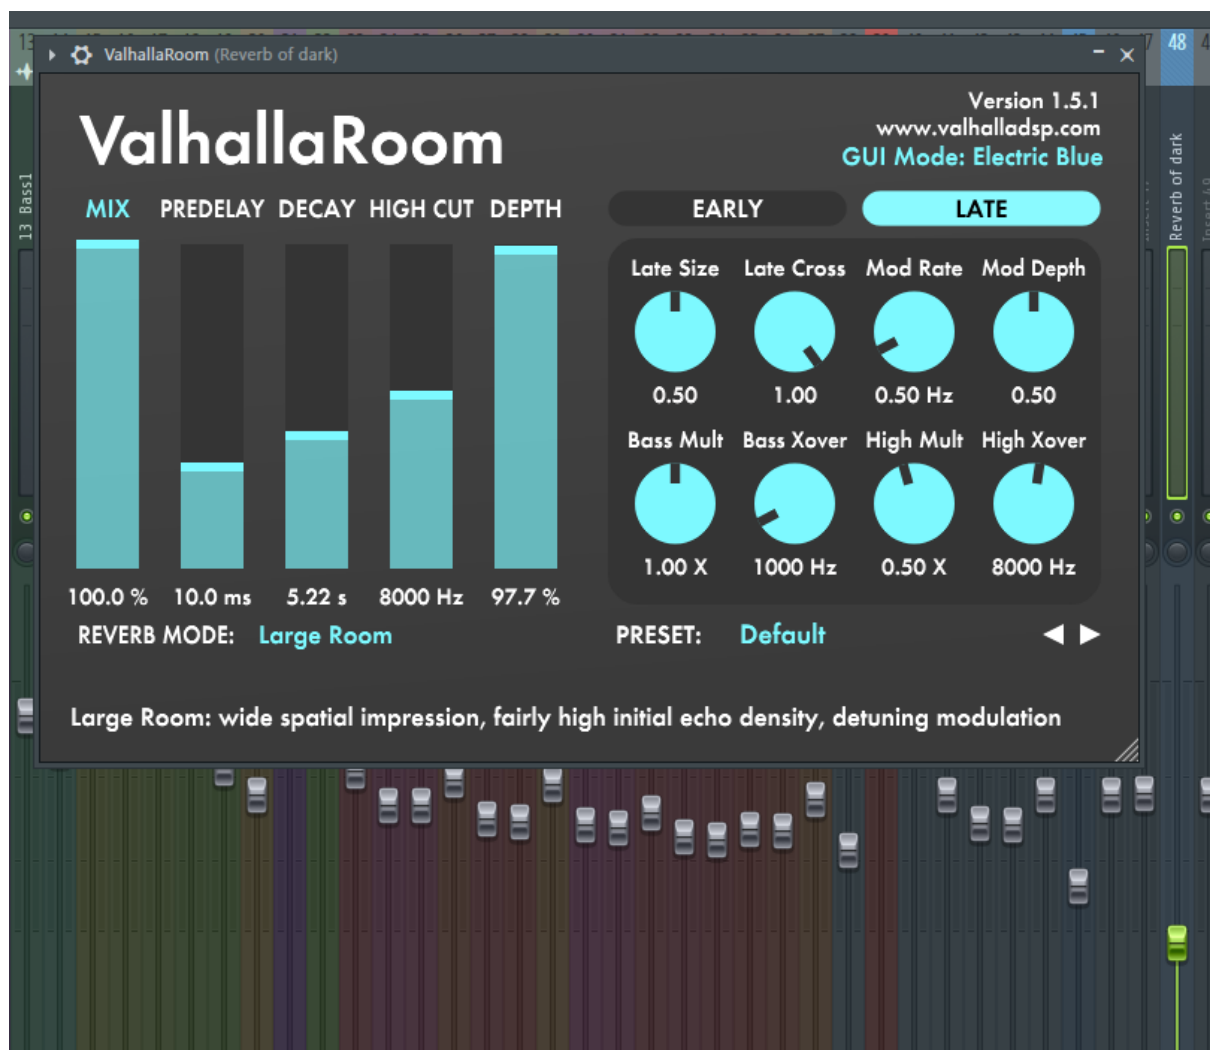 13
48
ValhallaRoom (Reverb of dark)
ValhallaRoom
Version 1.5.1
www.valhalladsp.com
GUI Mode: Electric Blue
MIX PREDELAY DECAY HIGH CUT DEPTH
EARLY LATE
Late Size Late Cross Mod Rate Mod Depth
0.50 1.00 0.50 Hz 0.50
Bass Mult Bass Xover High Mult High Xover
1.00 X 1000 Hz 0.50 X 8000 Hz
100.0 % 10.0 ms 5.22 s 8000 Hz 97.7 %
REVERB MODE: Large Room
PRESET: Default
Large Room: wide spatial impression, fairly high initial echo density, detuning modulation
13 Bass1
Reverb of dark